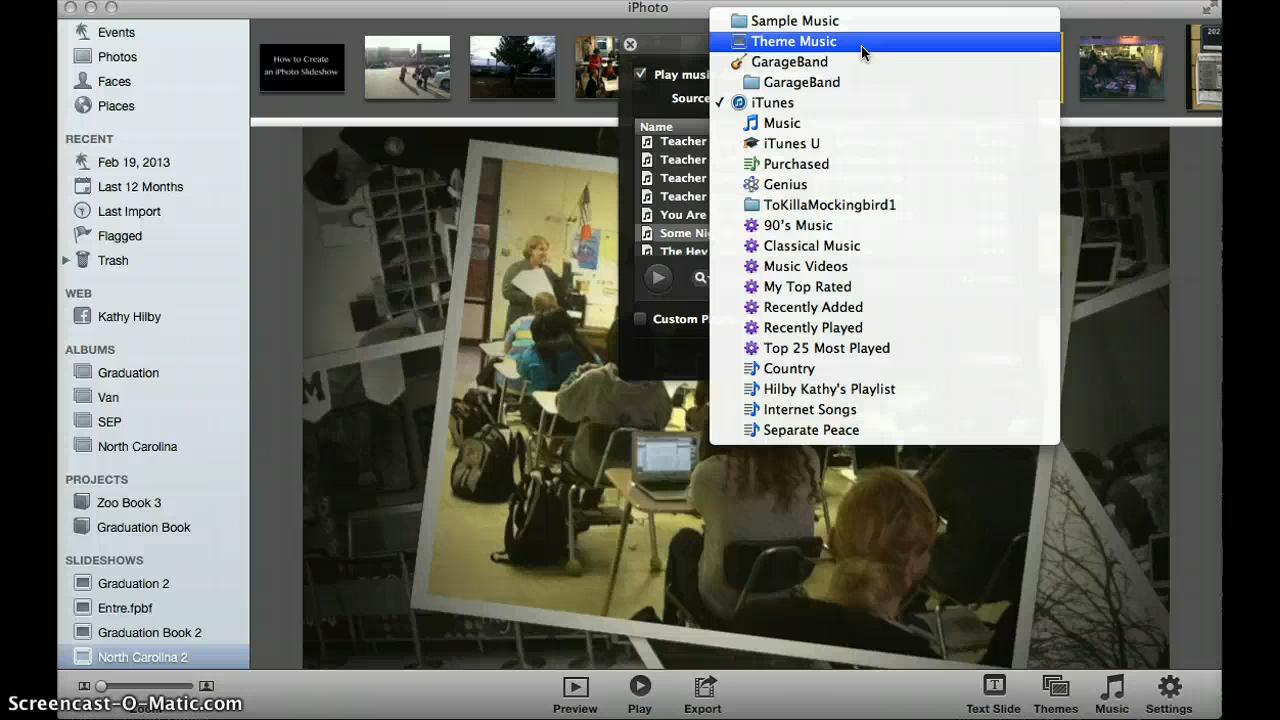 iPhoto
Events
Photos
Faces
Places
RECENT
Feb 19, 2013
Last 12 Months
Last Import
Flagged
Trash
WEB
Kathy Hilby
ALBUMS
Graduation
Van
SEP
North Carolina
PROJECTS
Zoo Book 3
Graduation Book
SLIDESHOWS
Graduation 2
Entre.fpbf
Graduation Book 2
North Carolina 2
How to Create
an iPhoto Slideshow
202
Play musi
Source
Name
Teacher
Teacher
Teacher
Teacher
You Are
Some Ni
The Hey
Custom P
Sample Music
Theme Music
GarageBand
GarageBand
iTunes
Music
iTunes U
Purchased
Genius
ToKillaMockingbird1
90's Music
Classical Music
Music Videos
My Top Rated
Recently Added
Recently Played
Top 25 Most Played
Country
Hilby Kathy's Playlist
Internet Songs
Separate Peace
Preview
Play
Export
Text Slide
Themes
Music
Settings
Screencast-O-Matic.com